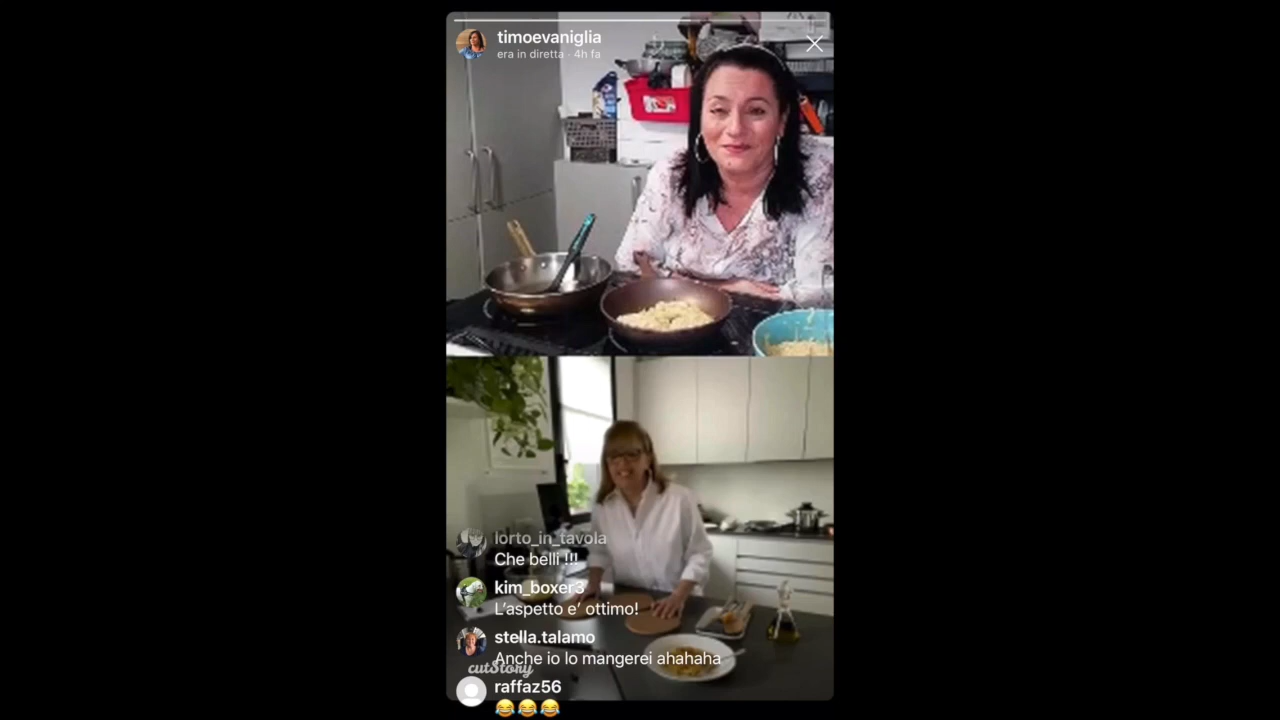 timoevaniglia
era in diretta · 4h fa
lorto_in_tavola
Che belli !!!
kim_boxer3
L'aspetto e' ottimo!
stella.talamo
Anche io lo mangerei ahahaha
cutStory
raffaz56
😂😂😂